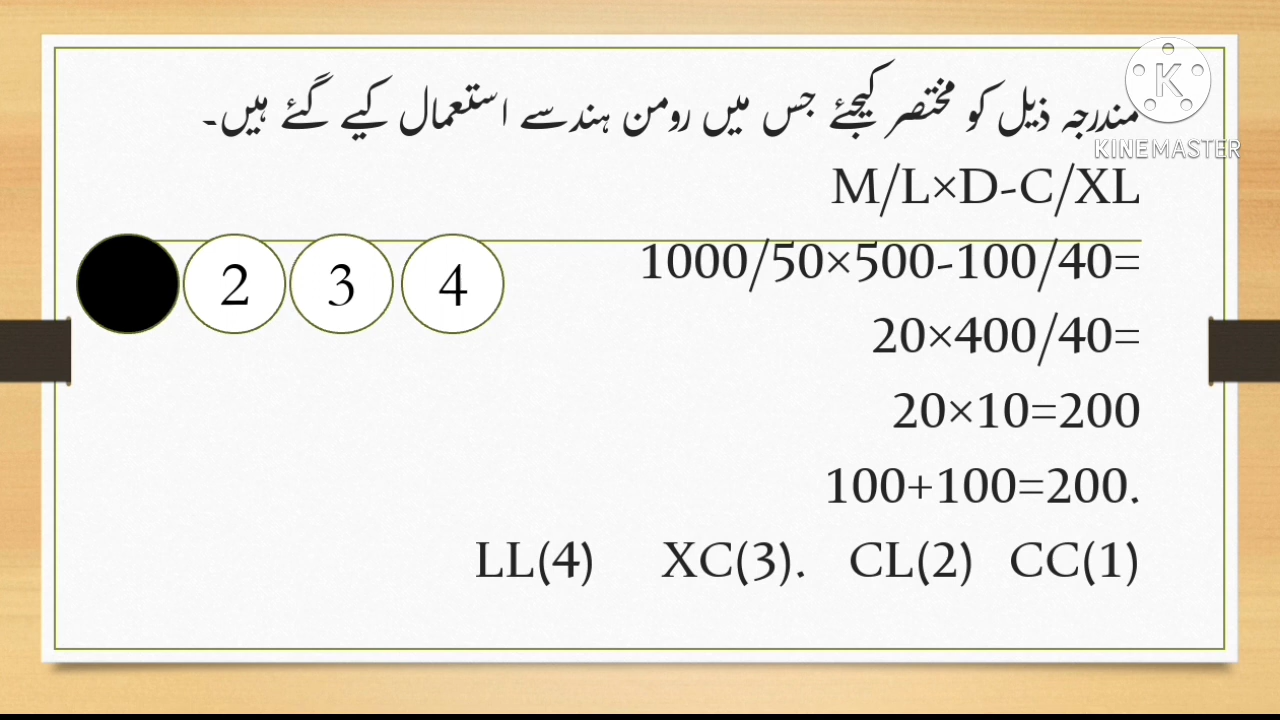 مندرجہ ذیل کو مختصر کیجئے جس میں رومن ہندسے استعمال کیے گئے ہیں۔
K
KINEMASTER
M/L×D-C/XL
1000/50×500-100/40=
2 3 4
20×400/40=
20×10=200
100+100=200.
LL(4) XC(3). CL(2) CC(1)